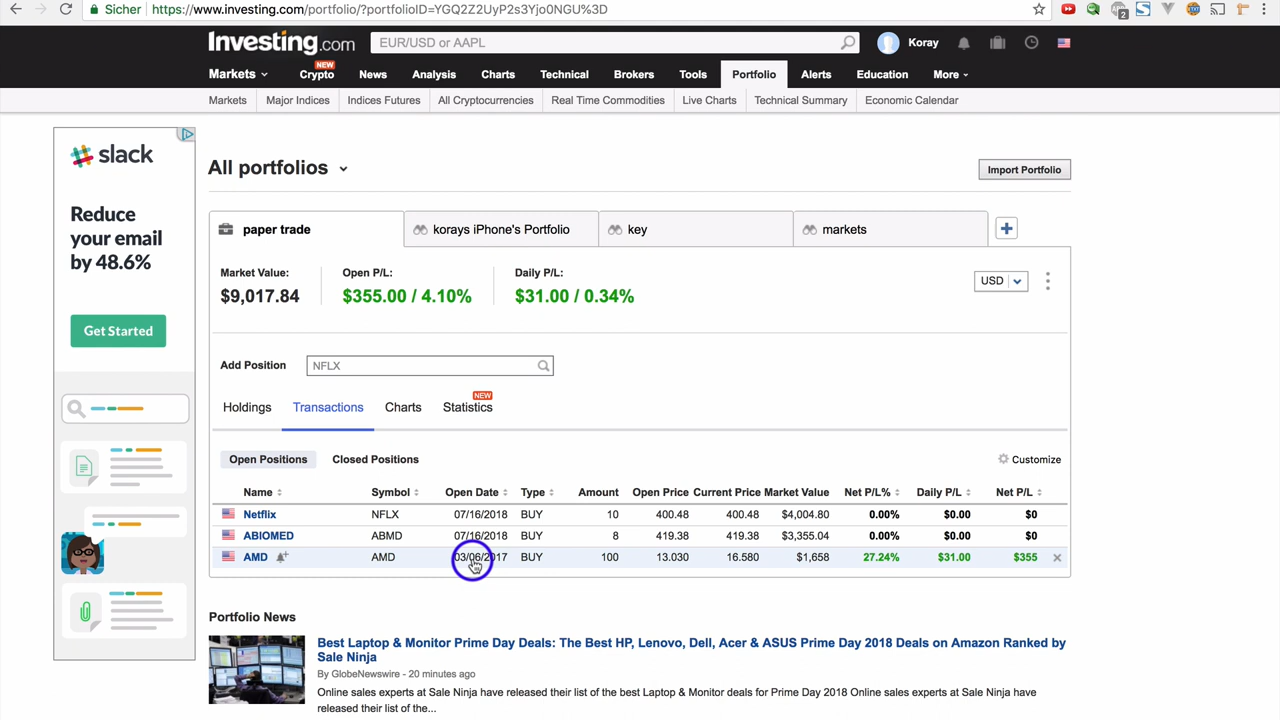 Sicher https://www.investing.com/portfolio/?portfolioID=YGQ2Z2UyP2s3Yjo0NGU%3D
2
Investing.com EUR/USD or AAPL Koray
NEW
Markets Crypto News Analysis Charts Technical Brokers Tools Portfolio Alerts Education More
Markets Major Indices Indices Futures All Cryptocurrencies Real Time Commodities Live Charts Technical Summary Economic Calendar
slack
Reduce
your email
by 48.6%
Get Started
All portfolios Import Portfolio
paper trade korays iPhone's Portfolio key markets +
Market Value: Open P/L: Daily P/L:
$9,017.84 $355.00 / 4.10% $31.00 / 0.34% USD
Add Position NFLX
NEW
Holdings Transactions Charts Statistics
Open Positions Closed Positions Customize
Name Symbol Open Date Type Amount Open Price Current Price Market Value Net P/L% Daily P/L Net P/L
Netflix NFLX 07/16/2018 BUY 10 400.48 400.48 $4,004.80 0.00% $0.00 $0
ABIOMED ABMD 07/16/2018 BUY 8 419.38 419.38 $3,355.04 0.00% $0.00 $0
AMD AMD 03/06/2017 BUY 100 13.030 16.580 $1,658 27.24% $31.00 $355
Portfolio News
Best Laptop & Monitor Prime Day Deals: The Best HP, Lenovo, Dell, Acer & ASUS Prime Day 2018 Deals on Amazon Ranked by
Sale Ninja
By GlobeNewswire - 20 minutes ago
Online sales experts at Sale Ninja have released their list of the best Laptop & Monitor deals for Prime Day 2018 Online sales experts at Sale Ninja have
released their list of the...